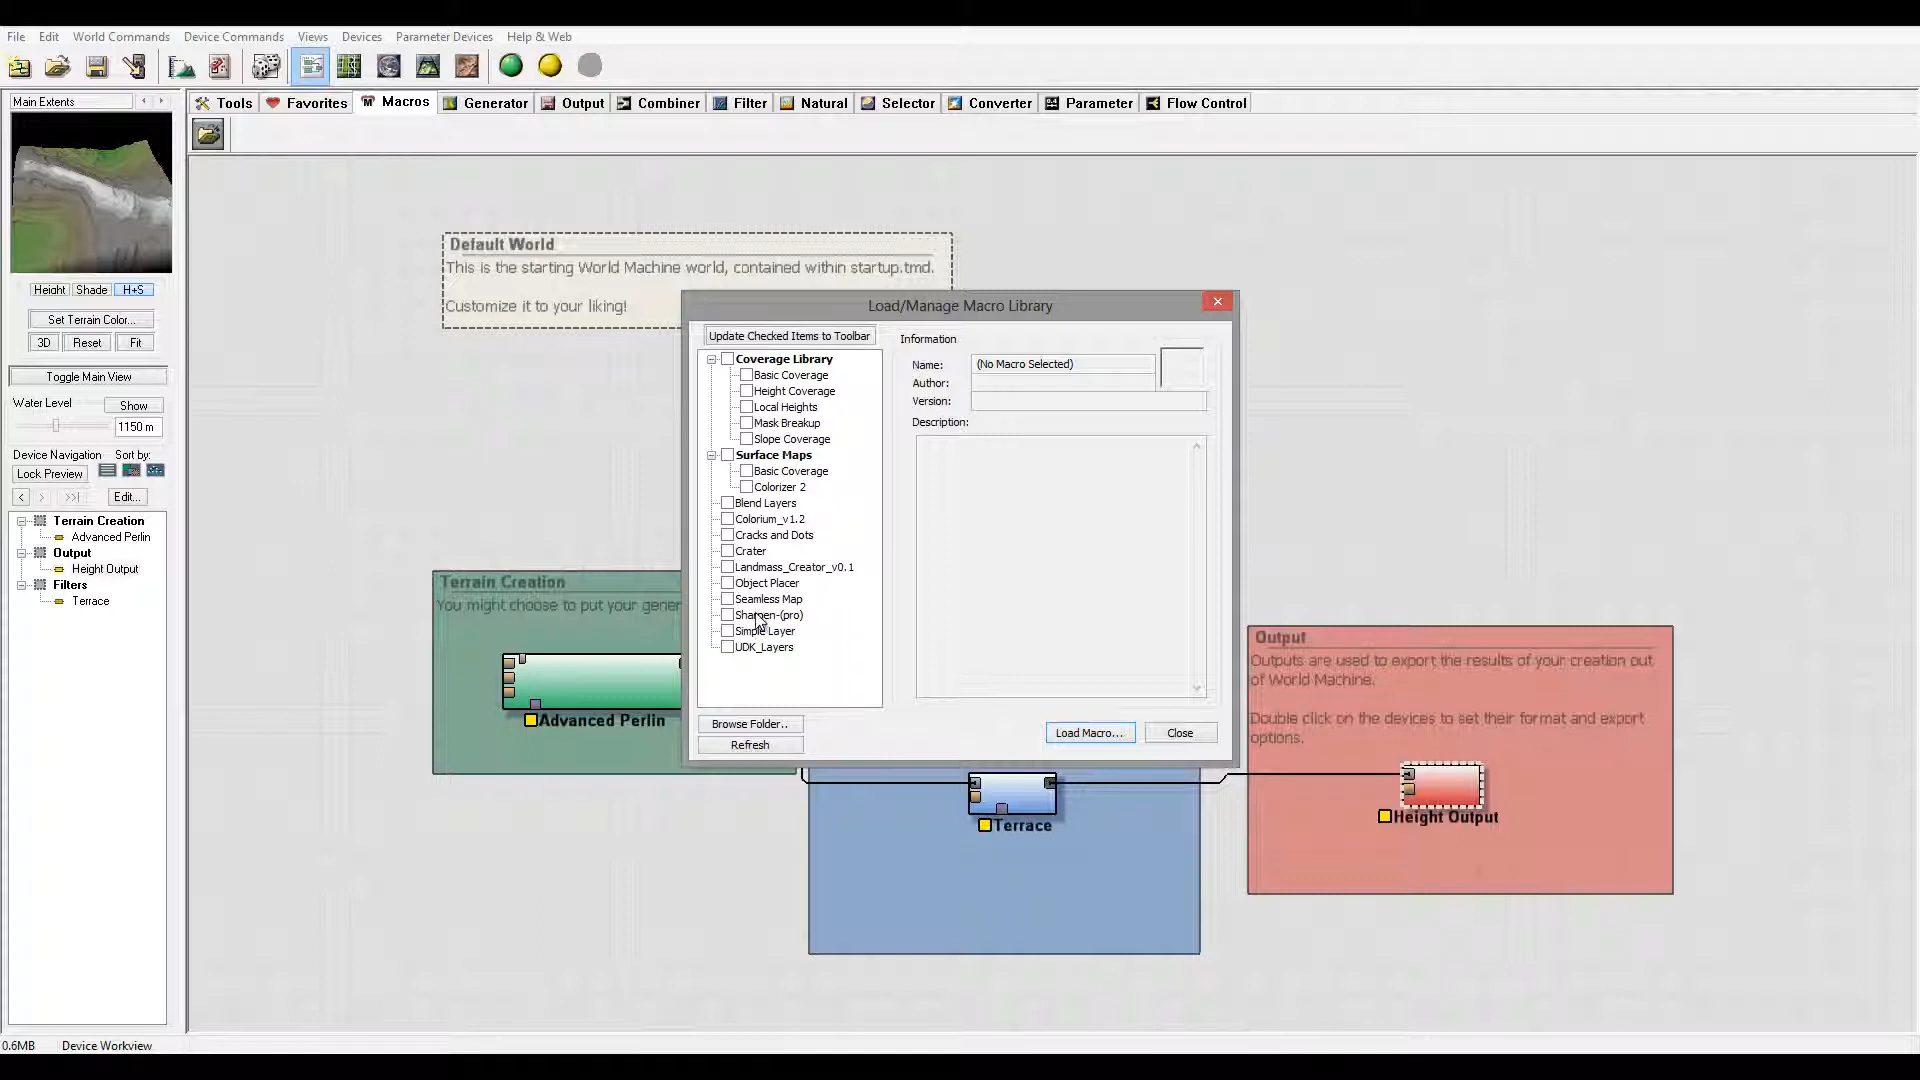 File Edit World Commands Device Commands Views Devices Parameter Devices Help & Web
Main Extents
Tools Favorites Macros Generator Output Combiner Filter Natural Selector Converter Parameter Flow Control
Height Shade H+S
Set Terrain Color...
3D Reset Fit
Toggle Main View
Water Level Show
1150 m
Device Navigation Sort by:
Lock Preview
Edit...
Terrain Creation
Advanced Perlin
Output
Height Output
Filters
Terrace
Default World
This is the starting World Machine world, contained within startup.tmd.
Customize it to your liking!
Terrain Creation
You might choose to put your gener
Advanced Perlin
Load/Manage Macro Library
Update Checked Items to Toolbar
Coverage Library
Basic Coverage
Height Coverage
Local Heights
Mask Breakup
Slope Coverage
Surface Maps
Basic Coverage
Colorizer 2
Blend Layers
Colorium_v1.2
Cracks and Dots
Crater
Landmass_Creator_v0.1
Object Placer
Seamless Map
Sharpen-(pro)
Simple Layer
UDK_Layers
Browse Folder..
Refresh
Information
Name: (No Macro Selected)
Author:
Version:
Description:
Load Macro... Close
Terrace
Output
Outputs are used to export the results of your creation out
of World Machine.
Double click on the devices to set their format and export
options.
Height Output
0.6MB Device Workview